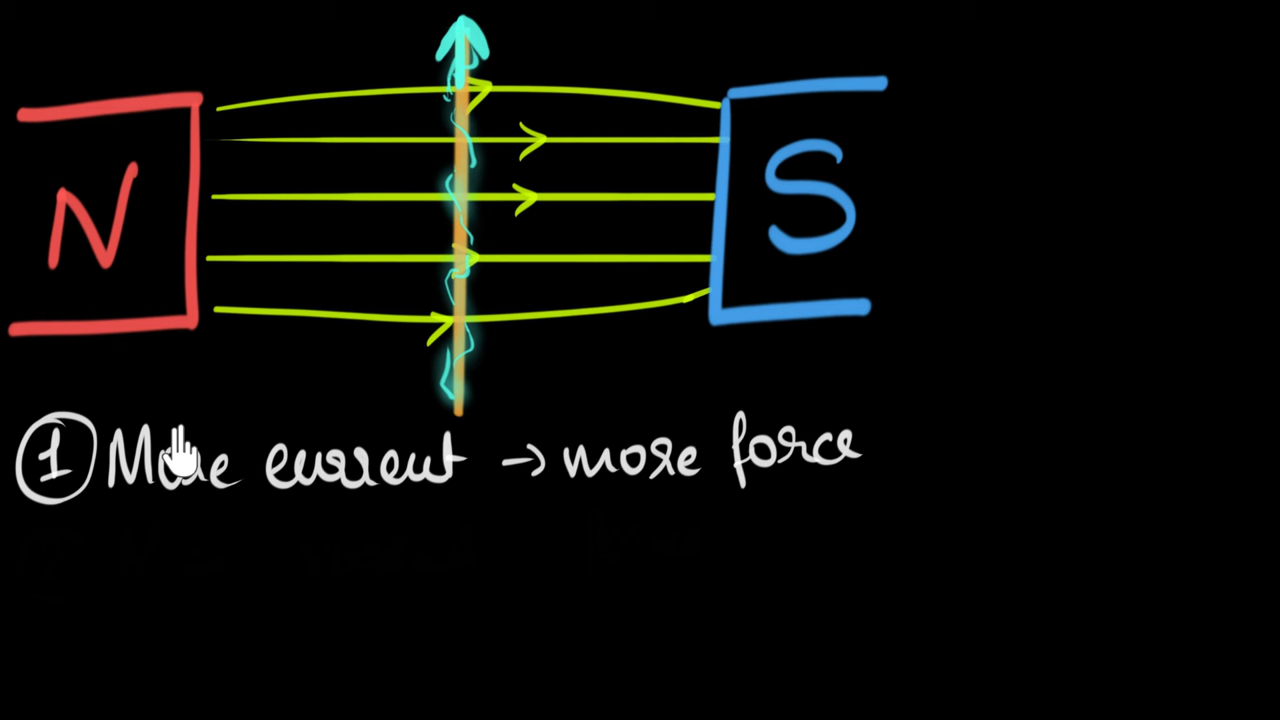 N S
① More current → more force